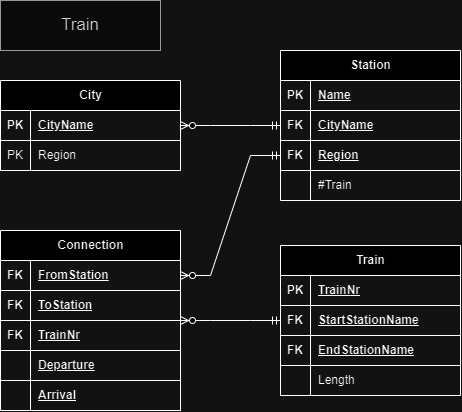 Train
City
PK CityName
PK Region
Station
PK Name
FK CityName
FK Region
#Train
Connection
FK FromStation
FK ToStation
FK TrainNr
Departure
Arrival
Train
PK TrainNr
FK StartStationName
FK EndStationName
Length